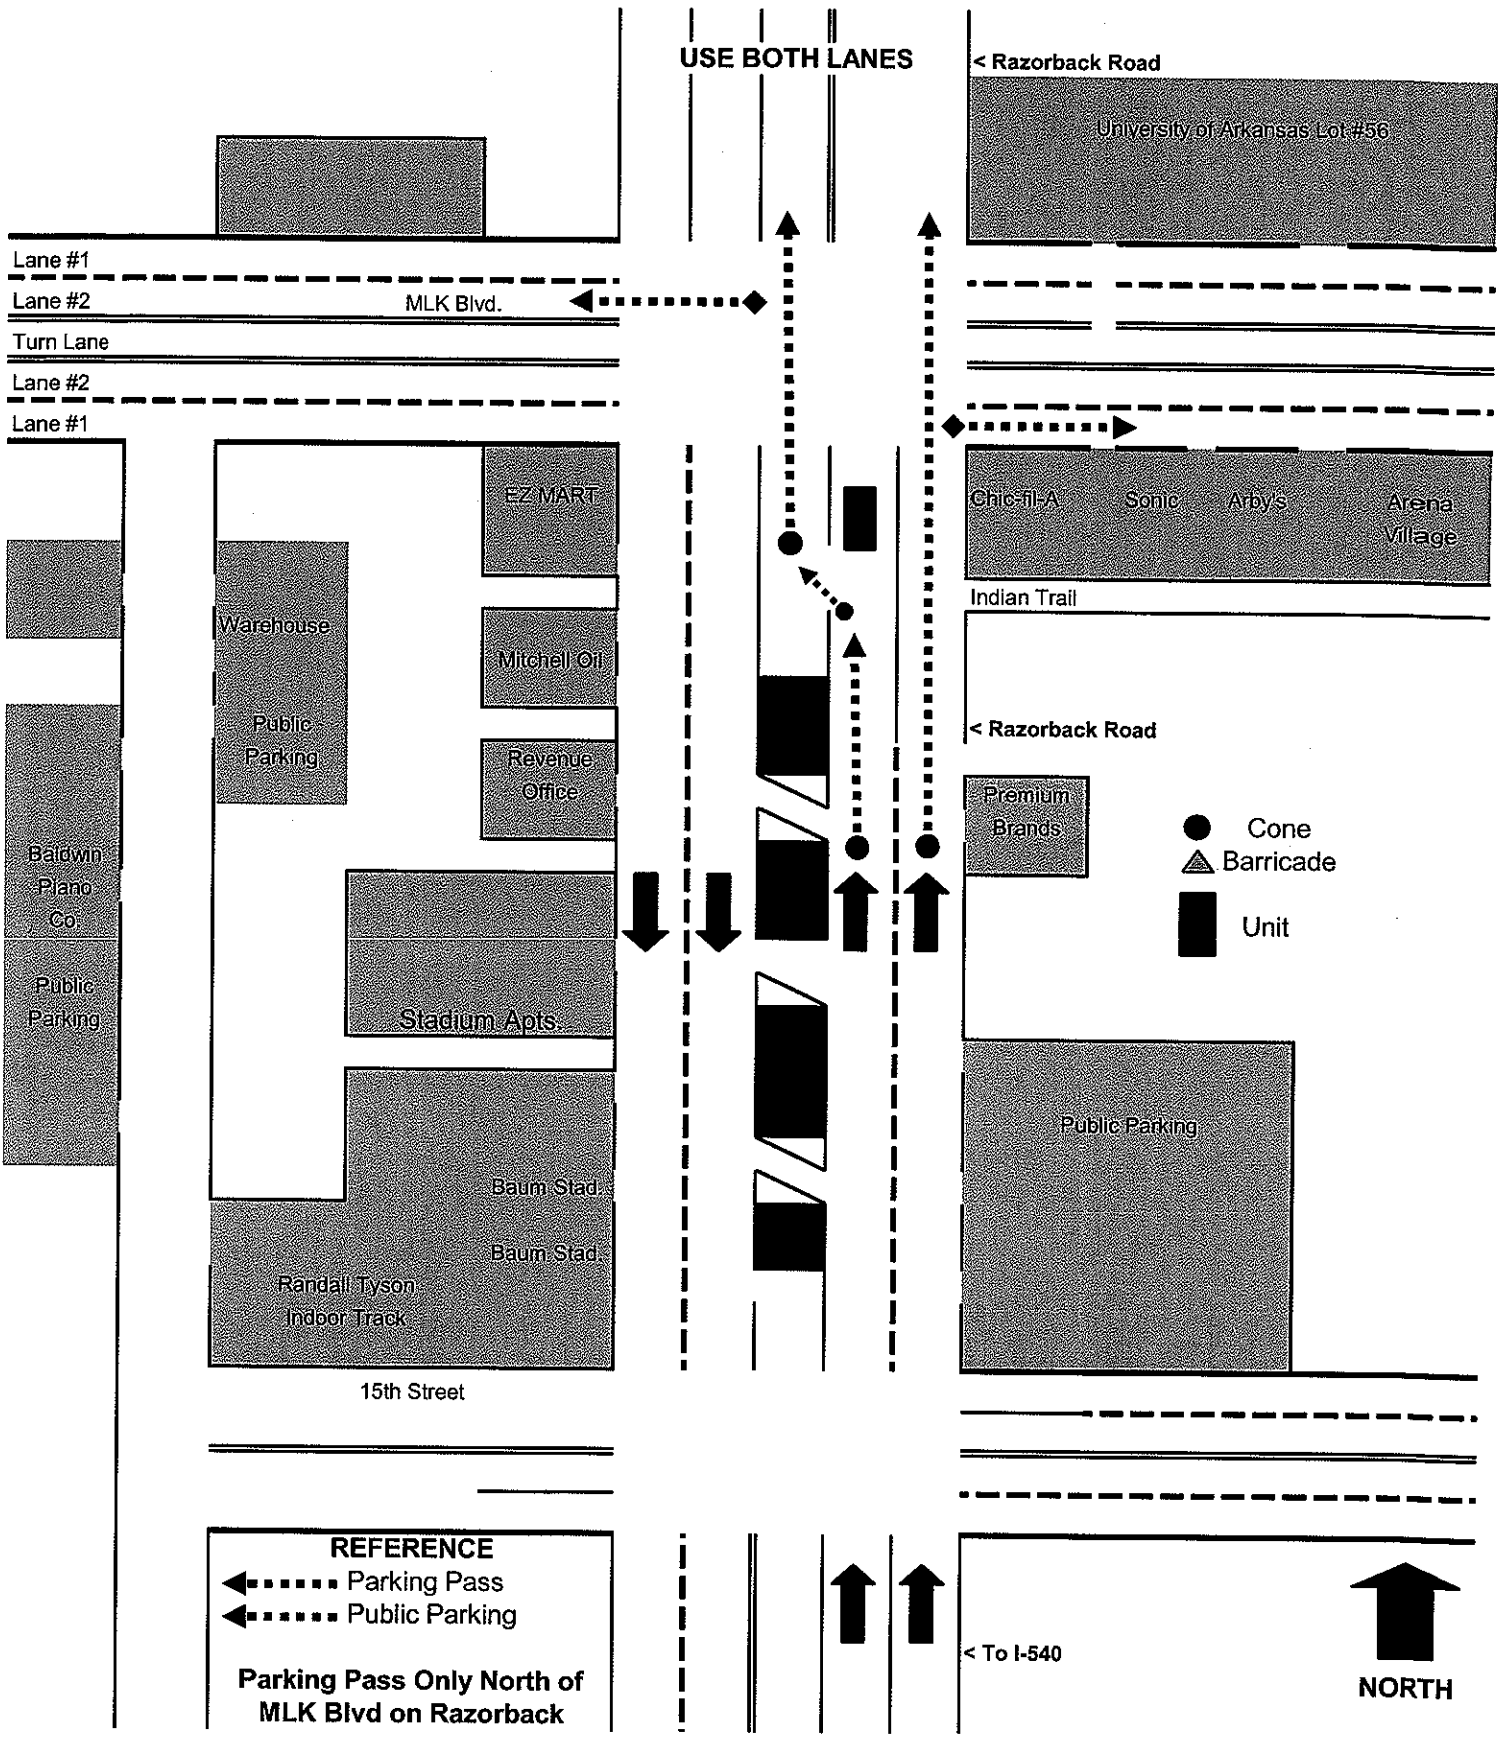 USE BOTH LANES
< Razorback Road
University of Arkansas Lot #56
Lane #1
Lane #2
MLK Blvd.
Turn Lane
Lane #2
Lane #1
EZ MART
Chic-fil-A
Sonic
Arby's
Arena
Village
Indian Trail
Warehouse
Public
Parking
Mitchell Oil
< Razorback Road
Revenue
Office
Premium
Brands
Cone
Barricade
Unit
Baldwin
Piano
Co.
Public
Parking
Stadium Apts.
Public Parking
Baum Stad.
Baum Stad.
Randall Tyson
Indoor Track
15th Street
REFERENCE
Parking Pass
Public Parking
Parking Pass Only North of
MLK Blvd on Razorback
< To I-540
NORTH